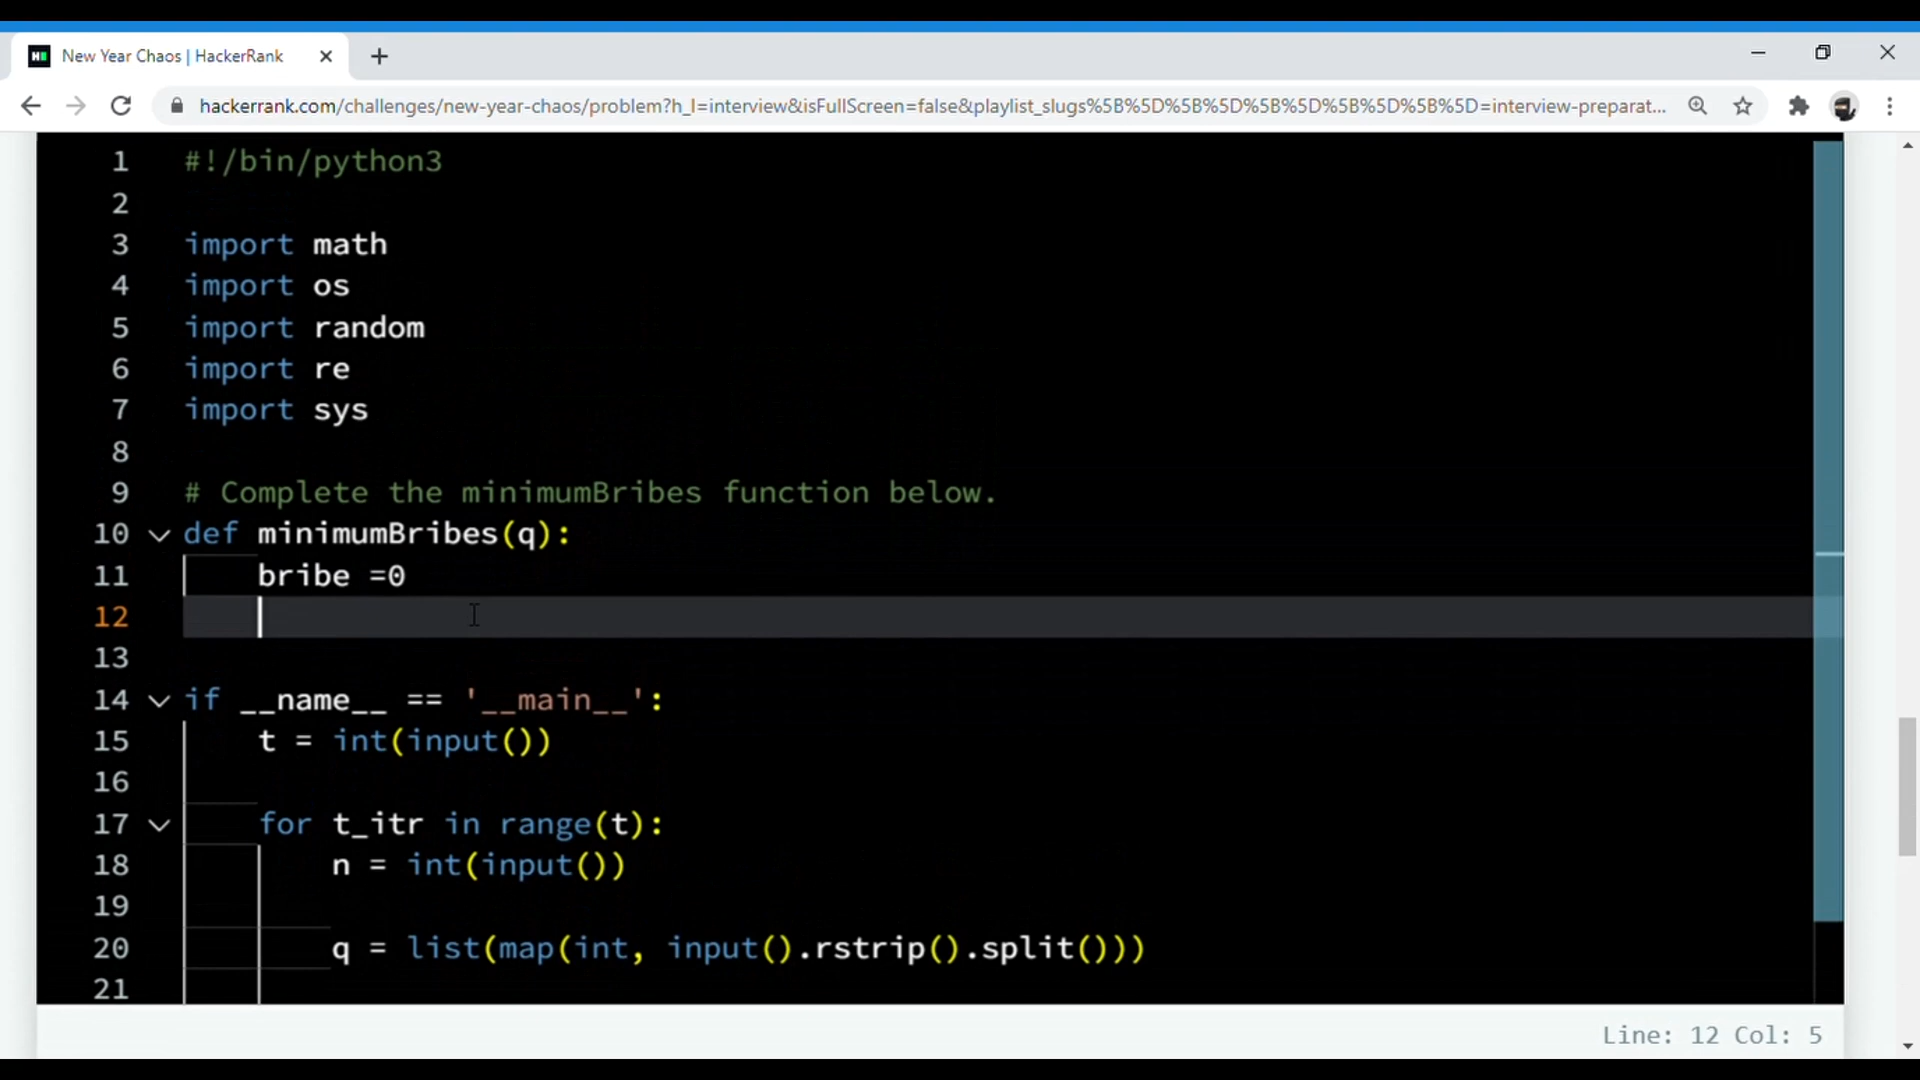 New Year Chaos | HackerRank
hackerrank.com/challenges/new-year-chaos/problem?h_l=interview&isFullScreen=false&playlist_slugs%5B%5D%5B%5D%5B%5D%5B%5D%5B%5D%5B%5D=interview-preparat...
1 #!/bin/python3
2
3 import math
4 import os
5 import random
6 import re
7 import sys
8
9 # Complete the minimumBribes function below.
10 def minimumBribes(q):
11     bribe =0
12
13
14 if __name__ == '__main__':
15     t = int(input())
16
17     for t_itr in range(t):
18         n = int(input())
19
20         q = list(map(int, input().rstrip().split()))
21
Line: 12 Col: 5